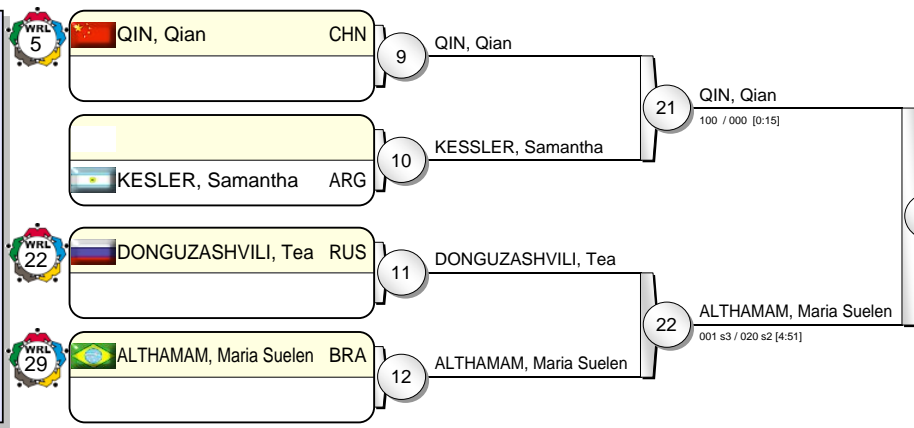 WRL
5
QIN, Qian CHN
9
QIN, Qian
21
QIN, Qian
100 / 000 [0:15]
10
KESSLER, Samantha
KESLER, Samantha ARG
WRL
22
DONGUZASHVILI, Tea RUS
11
DONGUZASHVILI, Tea
22
ALTHAMAM, Maria Suelen
001 s3 / 020 s2 [4:51]
WRL
29
ALTHAMAM, Maria Suelen BRA
12
ALTHAMAM, Maria Suelen